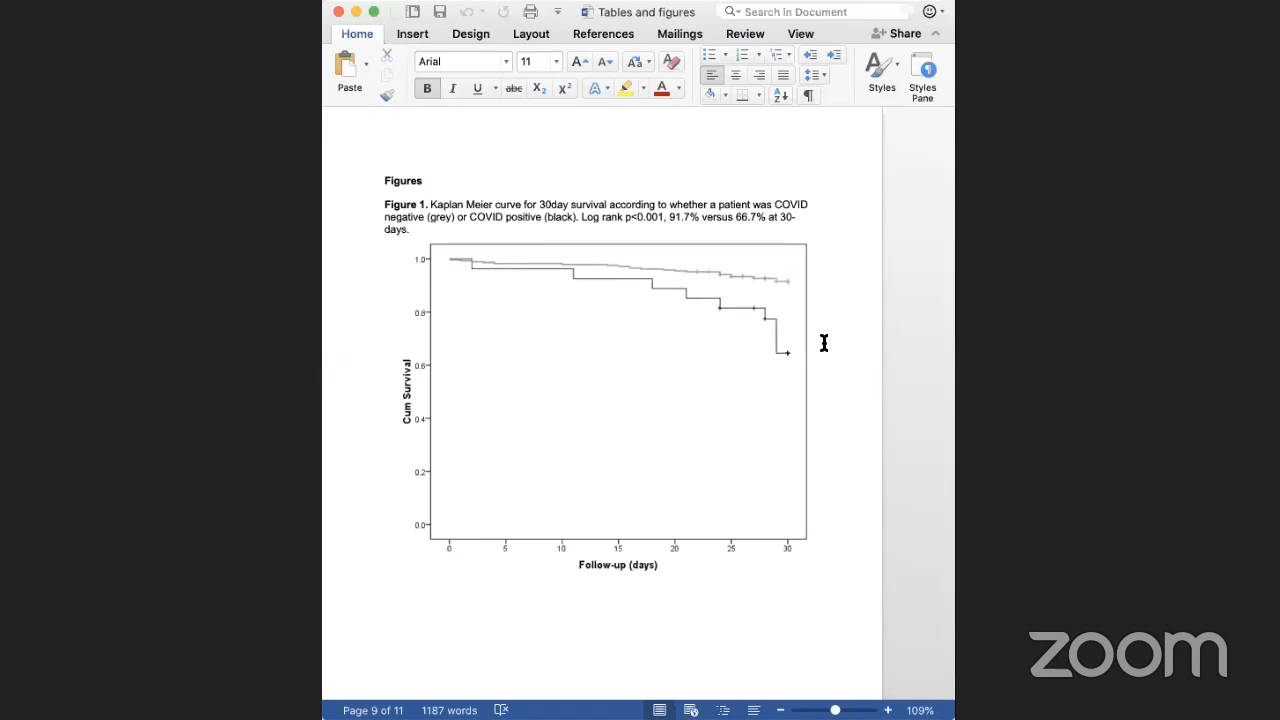 Tables and figures
Search in Document
Home Insert Design Layout References Mailings Review View Share
Paste Arial 11 Styles Styles Pane
B I U abc X2 X2 A A
Figures
Figure 1. Kaplan Meier curve for 30day survival according to whether a patient was COVID
negative (grey) or COVID positive (black). Log rank p<0.001, 91.7% versus 66.7% at 30-
days.
1.0
0.8
0.6
0.4
0.2
0.0
Cum Survival
0 5 10 15 20 25 30
Follow-up (days)
zoom
Page 9 of 11 1187 words 109%